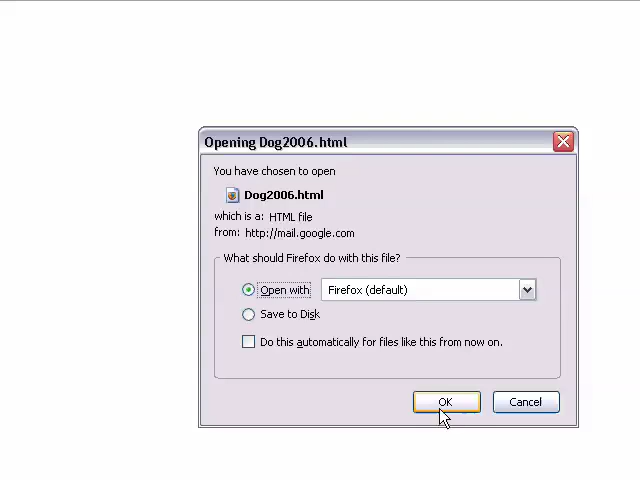 Opening Dog2006.html
You have chosen to open
Dog2006.html
which is a: HTML file
from: http://mail.google.com
What should Firefox do with this file?
Open with Firefox (default)
Save to Disk
Do this automatically for files like this from now on.
OK Cancel